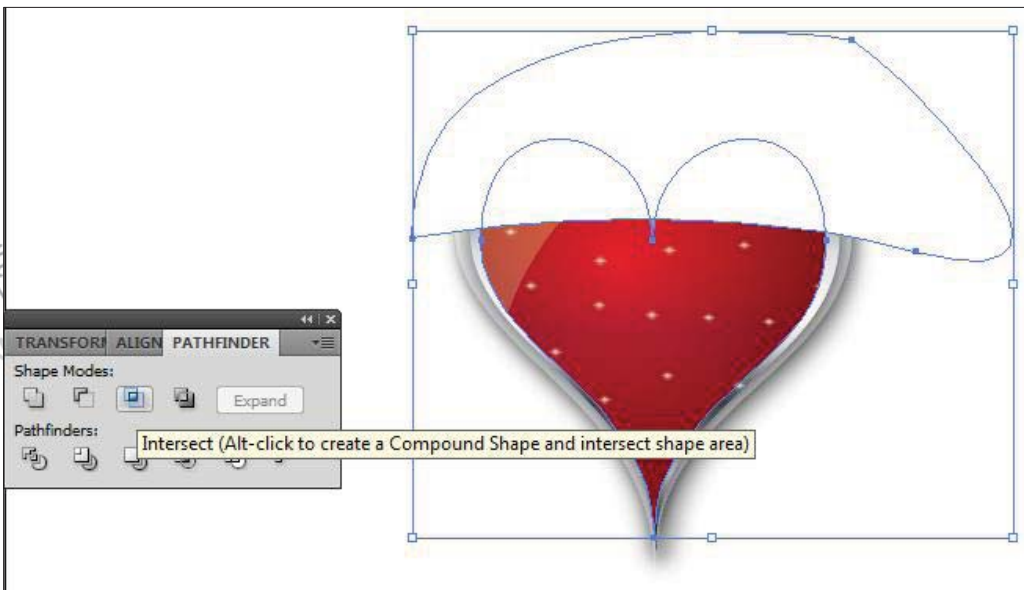 TRANSFORM ALIGN PATHFINDER
Shape Modes:
Expand
Pathfinders:
Intersect (Alt-click to create a Compound Shape and intersect shape area)